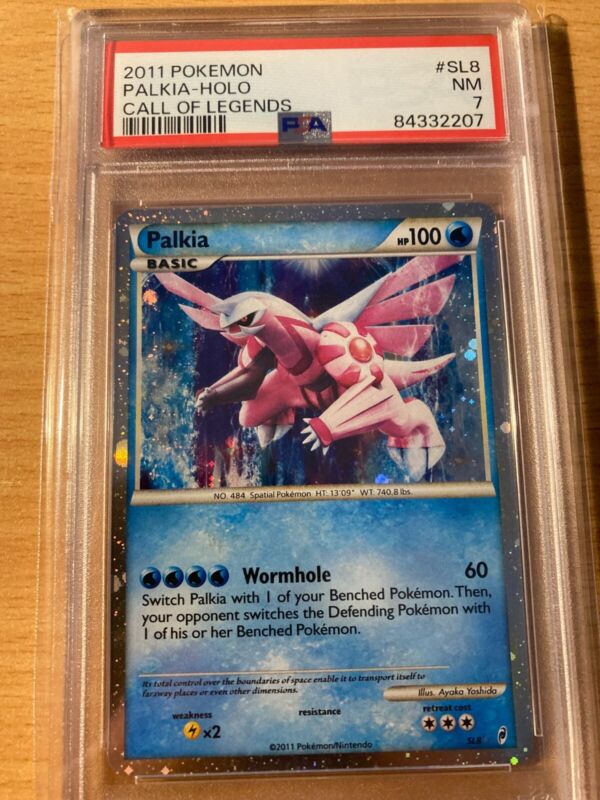 2011 POKEMON #SL8
PALKIA-HOLO NM
CALL OF LEGENDS 7
PSA 84332207
Palkia HP100
BASIC
NO. 484 Spatial Pokémon HT: 13'09" WT: 740.8 lbs.
Wormhole 60
Switch Palkia with 1 of your Benched Pokémon. Then,
your opponent switches the Defending Pokémon with
1 of his or her Benched Pokémon.
Its total control over the boundaries of space enable it to transport itself to
faraway places or even other dimensions.
Illus. Ayaka Yoshida
weakness resistance retreat cost
x2
SL8
©2011 Pokémon/Nintendo